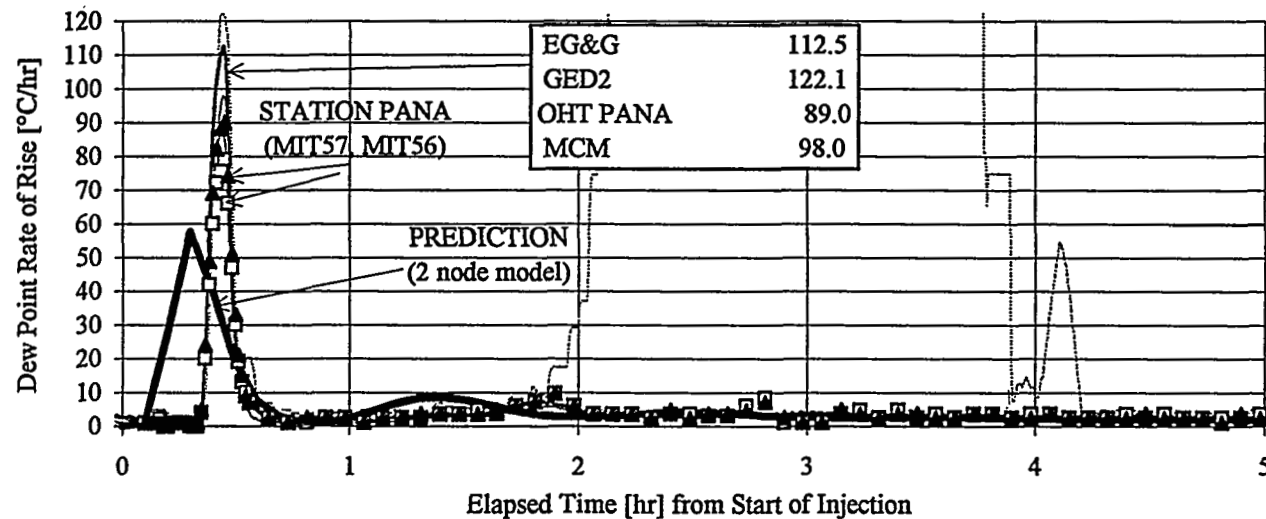 Dew Point Rate of Rise [°C/hr]
120
110
100
90
80
70
60
50
40
30
20
10
0
EG&G 112.5
GED2 122.1
OHT PANA 89.0
MCM 98.0
STATION PANA
(MIT57, MIT56)
PREDICTION
(2 node model)
0 1 2 3 4 5
Elapsed Time [hr] from Start of Injection